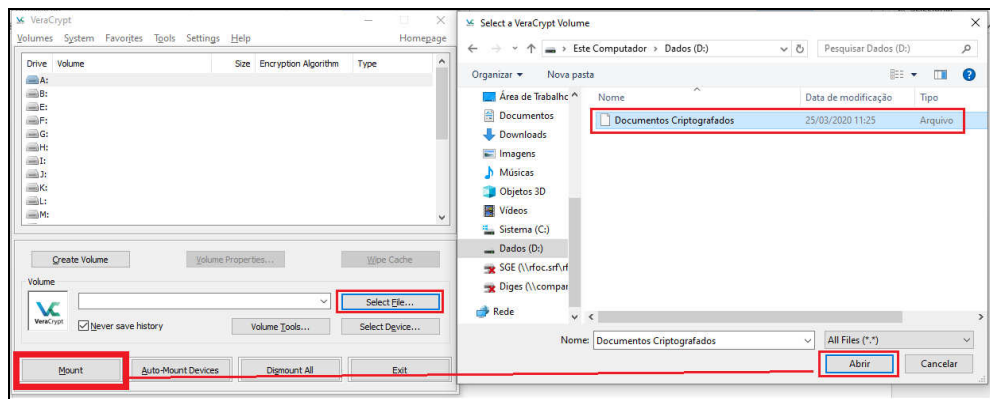 VeraCrypt
Volumes System Favorites Tools Settings Help Homepage
Drive Volume Size Encryption Algorithm Type
A:
B:
E:
F:
G:
H:
I:
J:
K:
L:
M:
Create Volume Volume Properties... Wipe Cache
Volume
VeraCrypt
Select File...
Never save history Volume Tools... Select Device...
Mount Auto-Mount Devices Dismount All Exit
Select a VeraCrypt Volume
Este Computador > Dados (D:) Pesquisar Dados (D:)
Organizar Nova pasta
Nome Data de modificação Tipo
Área de Trabalho
Documentos
Downloads
Imagens
Músicas
Objetos 3D
Vídeos
Sistema (C:)
Dados (D:)
SGE (\\rfoc.srf\rf
Diges (\\compar
Rede
Documentos Criptografados 25/03/2020 11:25 Arquivo
Nome: Documentos Criptografados All Files (*.*)
Abrir Cancelar